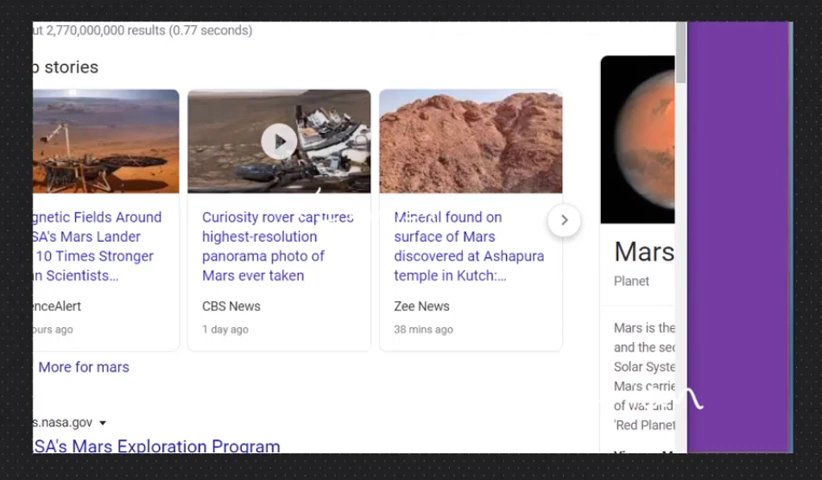 ut 2,770,000,000 results (0.77 seconds)
p stories
gnetic Fields Around
SA's Mars Lander
10 Times Stronger
n Scientists...
enceAlert
ours ago
Curiosity rover captures
highest-resolution
panorama photo of
Mars ever taken
CBS News
1 day ago
Mineral found on
surface of Mars
discovered at Ashapura
temple in Kutch:...
Zee News
38 mins ago
More for mars
s.nasa.gov
SA's Mars Exploration Program
Mars
Planet
Mars is the
and the sec
Solar Syste
Mars carrie
of war and
'Red Planet